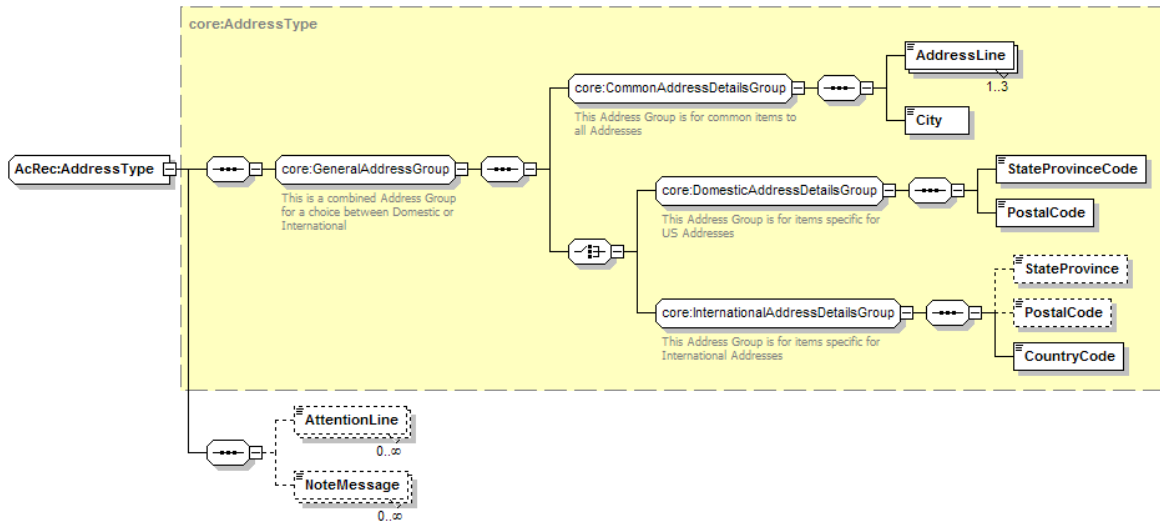 core:AddressType
AddressLine
1..3
core:CommonAddressDetailsGroup
This Address Group is for common items to
all Addresses
City
AcRec:AddressType
core:GeneralAddressGroup
This is a combined Address Group
for a choice between Domestic or
International
core:DomesticAddressDetailsGroup
This Address Group is for items specific for
US Addresses
StateProvinceCode
PostalCode
core:InternationalAddressDetailsGroup
This Address Group is for items specific for
International Addresses
StateProvince
PostalCode
CountryCode
AttentionLine
0..∞
NoteMessage
0..∞